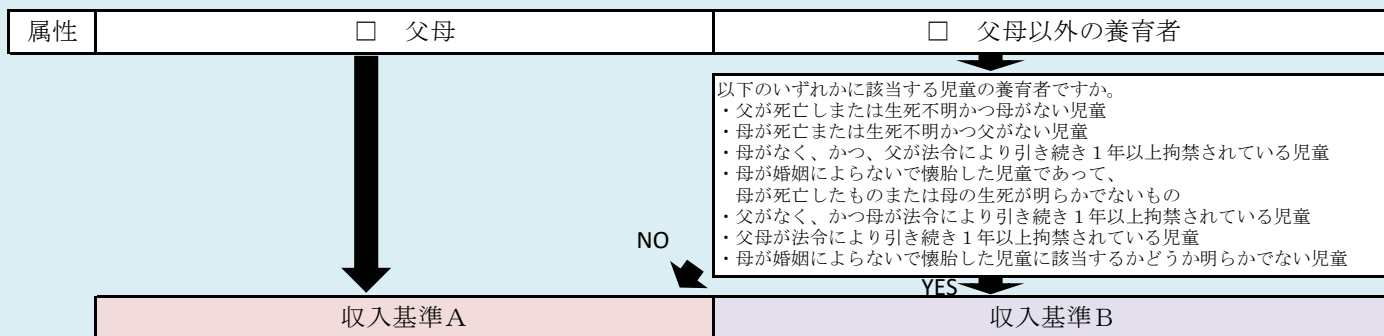 属性
□　父母
□　父母以外の養育者
以下のいずれかに該当する児童の養育者ですか。
・父が死亡しまたは生死不明かつ母がない児童
・母が死亡または生死不明かつ父がない児童
・母がなく、かつ、父が法令により引き続き１年以上拘禁されている児童
・母が婚姻によらないで懐胎した児童であって、
　母が死亡したものまたは母の生死が明らかでないもの
・父がなく、かつ母が法令により引き続き１年以上拘禁されている児童
・父母が法令により引き続き１年以上拘禁されている児童
・母が婚姻によらないで懐胎した児童に該当するかどうか明らかでない児童
NO
YES
収入基準Ａ
収入基準Ｂ